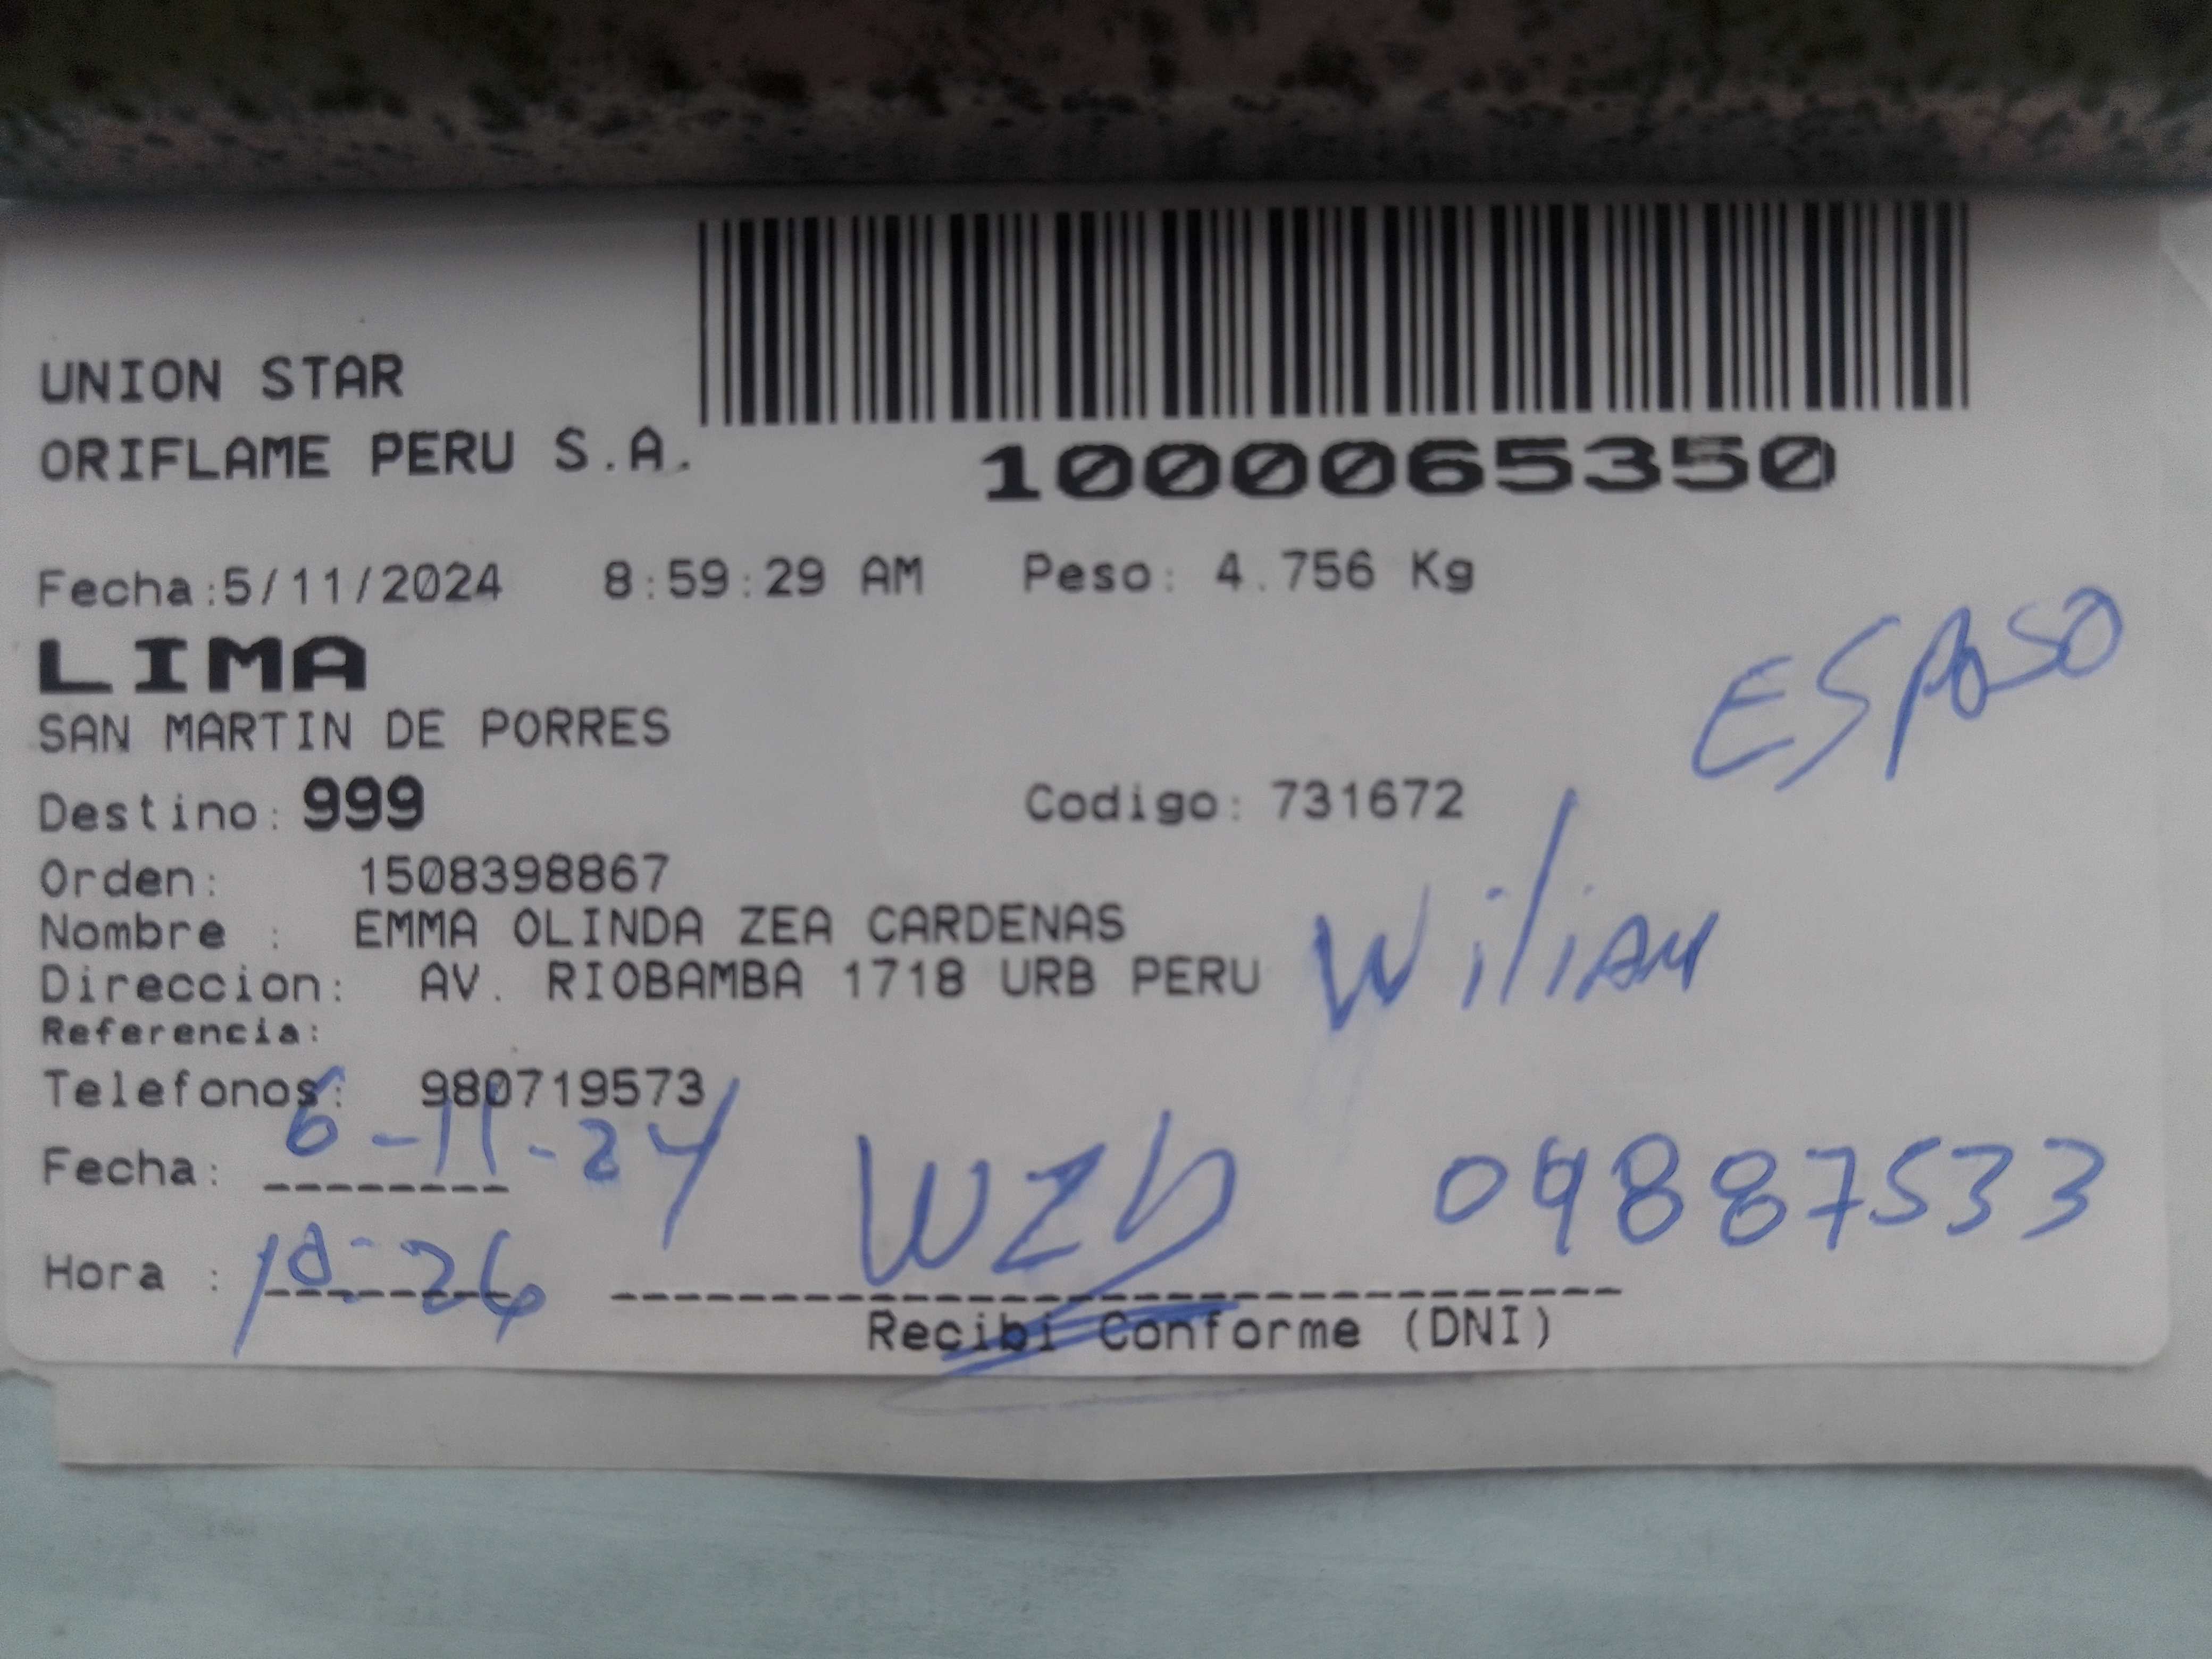 UNION STAR
ORIFLAME PERU S.A.
1000065350
Fecha:5/11/2024 8:59:29 AM Peso: 4.756 Kg
LIMA
SAN MARTIN DE PORRES
ESPOSO
Destino: 999 Codigo: 731672
Orden: 1508398867
Nombre : EMMA OLINDA ZEA CARDENAS
Direccion: AV. RIOBAMBA 1718 URB PERU
Wiliam
Referencia:
Telefonos: 980719573
Fecha: 6-11-24
09887533
Hora : 10:26
Recibi Conforme (DNI)